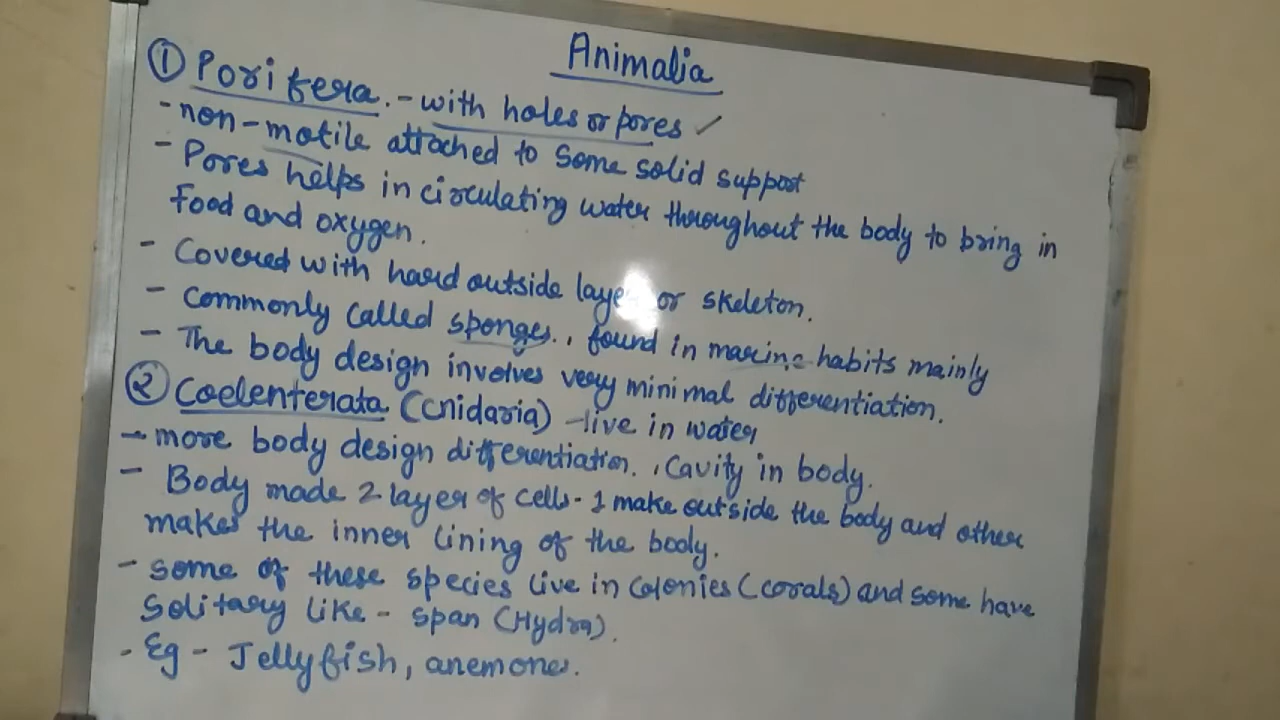 Animalia
① Porifera. - with holes or pores ✓
- non-motile attached to some solid support
- Pores helps in circulating water throughout the body to bring in
food and oxygen.
- Covered with hard outside layer or skeleton.
- Commonly called sponges., found in marine habits mainly
- The body design involves very minimal differentiation.
② Coelenterata (cnidaria) - live in water
- more body design differentiation., Cavity in body.
- Body made 2 layer of cells - 1 make outside the body and other
makes the inner lining of the body.
- some of these species live in colonies (corals) and some have
Solitary like - span (Hydra).
- Eg - Jellyfish, anemones.